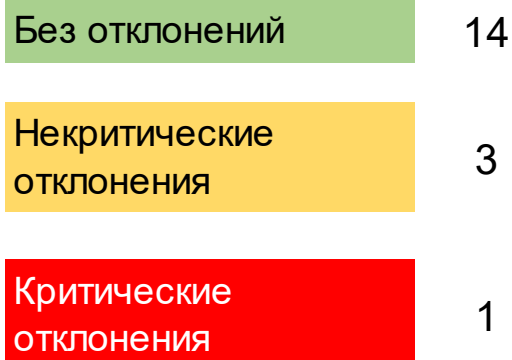 Без отклонений 14
Некритические
отклонения 3
Критические
отклонения 1